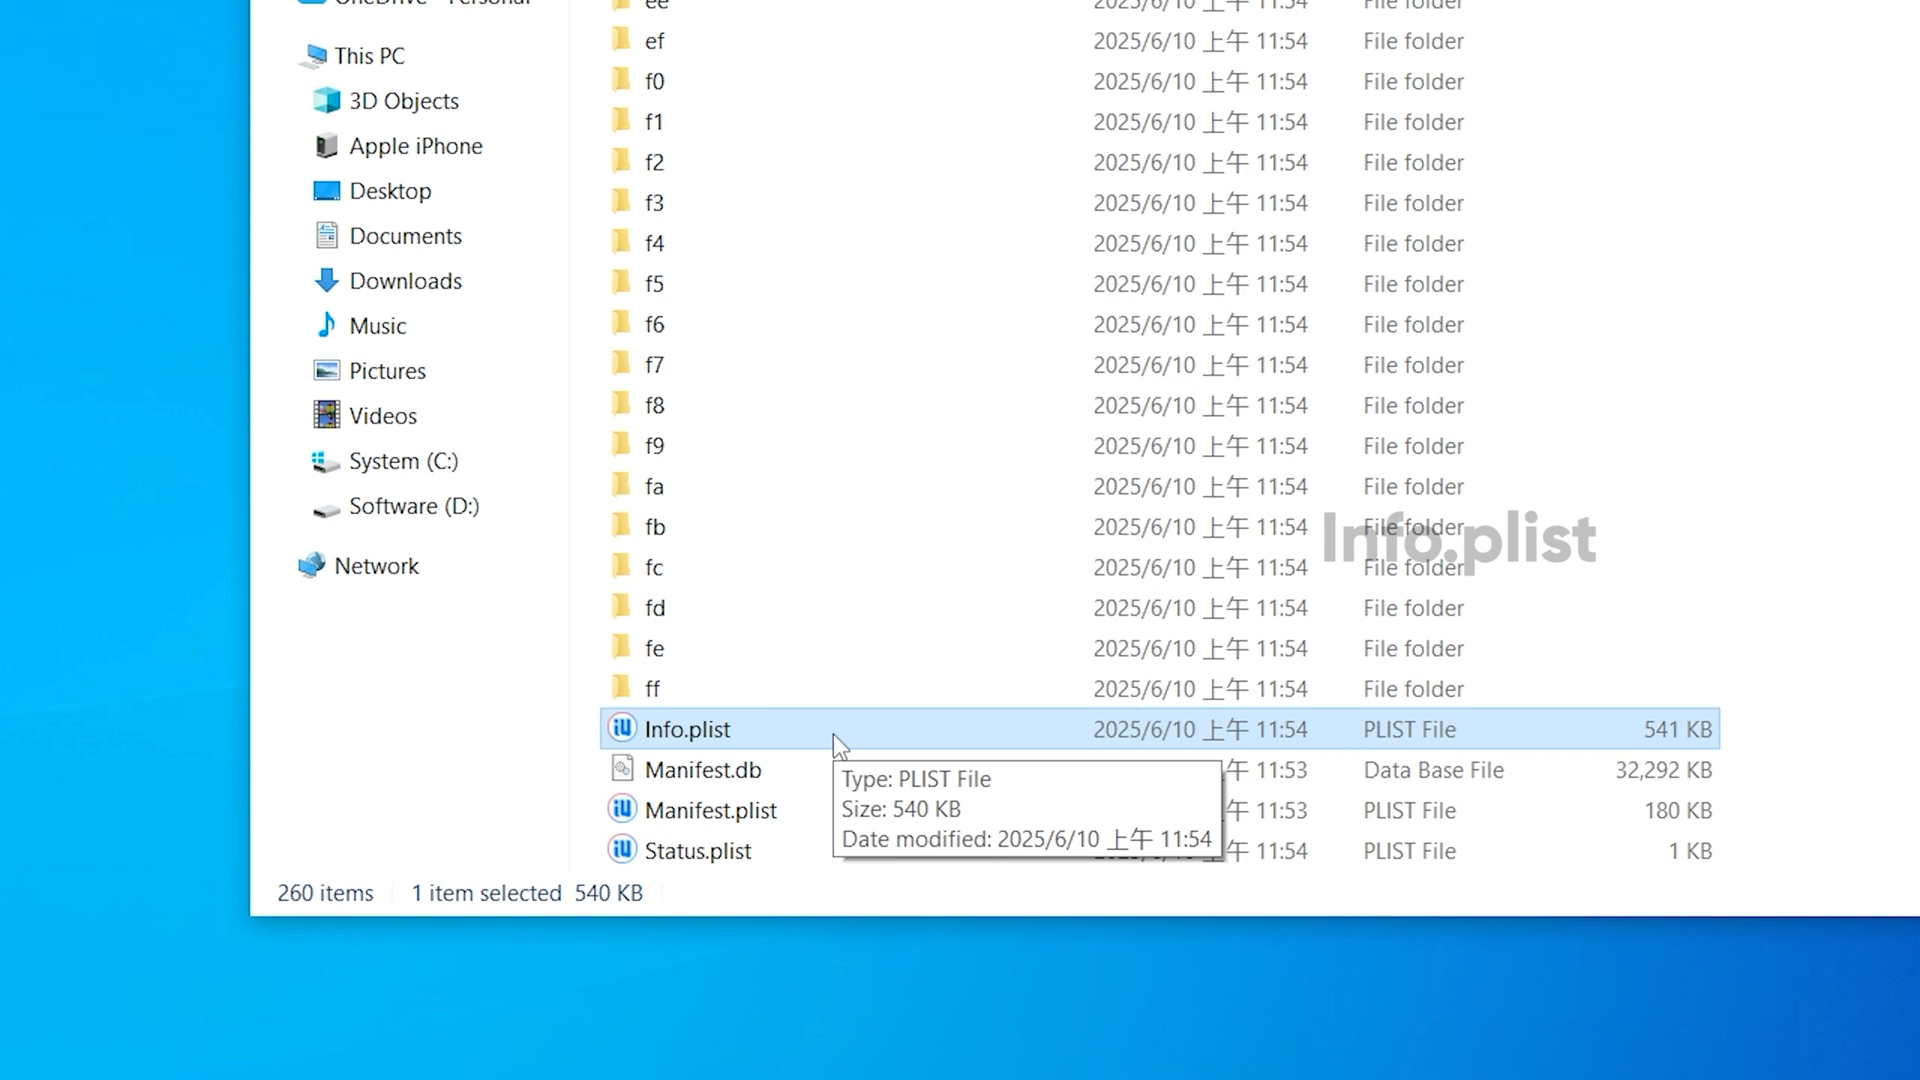 OneDrive - Personal
This PC
3D Objects
Apple iPhone
Desktop
Documents
Downloads
Music
Pictures
Videos
System (C:)
Software (D:)
Network
ee 2025/6/10 上午 11:54 File folder
ef 2025/6/10 上午 11:54 File folder
f0 2025/6/10 上午 11:54 File folder
f1 2025/6/10 上午 11:54 File folder
f2 2025/6/10 上午 11:54 File folder
f3 2025/6/10 上午 11:54 File folder
f4 2025/6/10 上午 11:54 File folder
f5 2025/6/10 上午 11:54 File folder
f6 2025/6/10 上午 11:54 File folder
f7 2025/6/10 上午 11:54 File folder
f8 2025/6/10 上午 11:54 File folder
f9 2025/6/10 上午 11:54 File folder
fa 2025/6/10 上午 11:54 File folder
fb 2025/6/10 上午 11:54 File folder
Info.plist
fc 2025/6/10 上午 11:54 File folder
fd 2025/6/10 上午 11:54 File folder
fe 2025/6/10 上午 11:54 File folder
ff 2025/6/10 上午 11:54 File folder
Info.plist 2025/6/10 上午 11:54 PLIST File 541 KB
Manifest.db 午 11:53 Data Base File 32,292 KB
Manifest.plist 午 11:53 PLIST File 180 KB
Status.plist 午 11:54 PLIST File 1 KB
Type: PLIST File
Size: 540 KB
Date modified: 2025/6/10 上午 11:54
260 items 1 item selected 540 KB